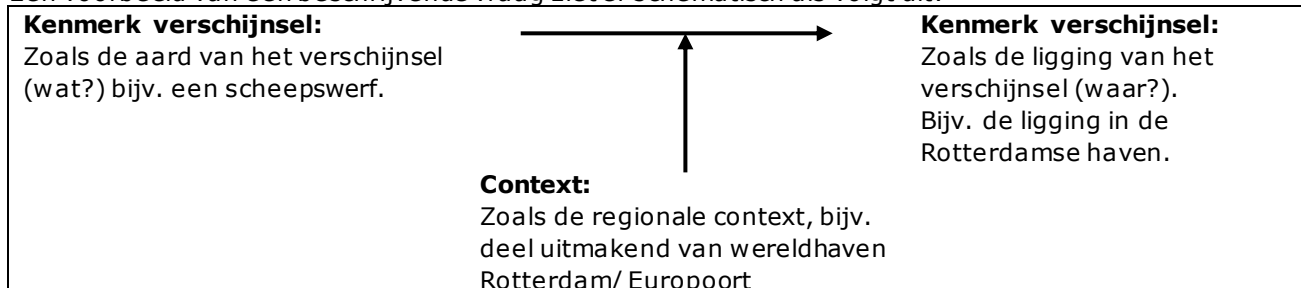 Kenmerk verschijnsel:
Zoals de aard van het verschijnsel
(wat?) bijv. een scheepswerf.
Kenmerk verschijnsel:
Zoals de ligging van het
verschijnsel (waar?).
Bijv. de ligging in de
Rotterdamse haven.
Context:
Zoals de regionale context, bijv.
deel uitmakend van wereldhaven
Rotterdam/ Europoort